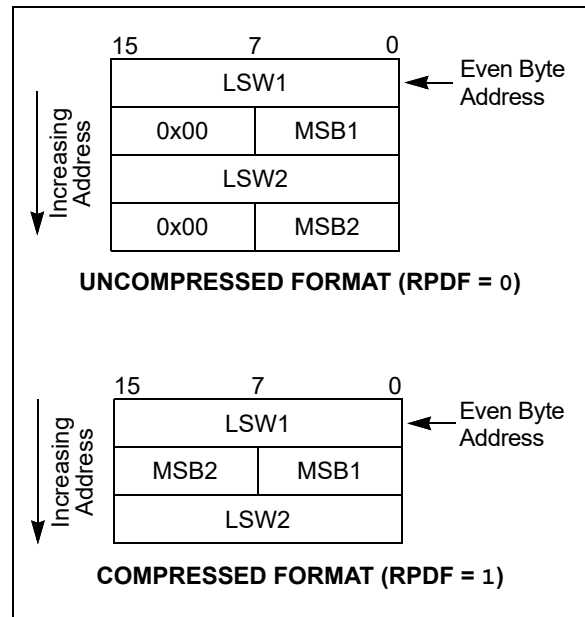 15 7 0
LSW1
Even Byte
Address
0x00 MSB1
LSW2
0x00 MSB2
Increasing
Address
UNCOMPRESSED FORMAT (RPDF = 0)
15 7 0
LSW1
Even Byte
Address
MSB2 MSB1
LSW2
Increasing
Address
COMPRESSED FORMAT (RPDF = 1)